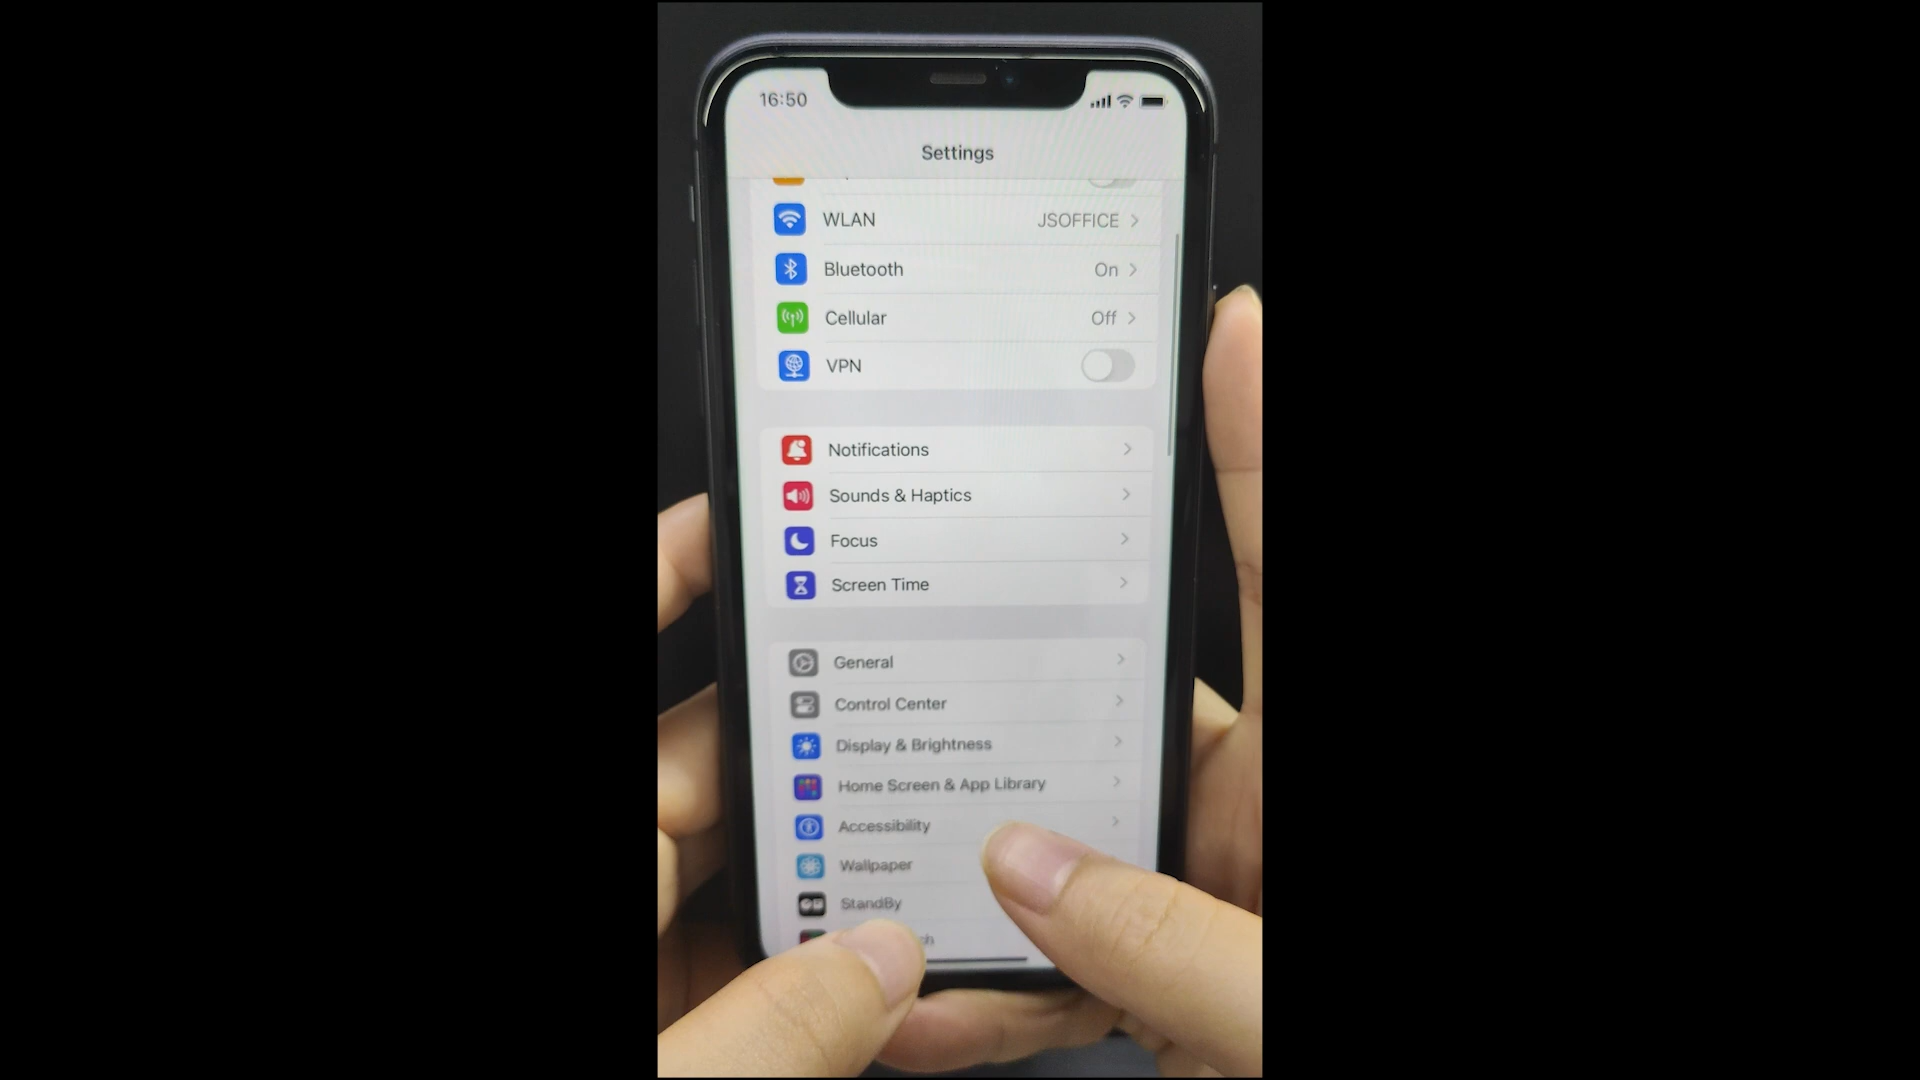 16:50
Settings
WLAN JSOFFICE
Bluetooth On
Cellular Off
VPN
Notifications
Sounds & Haptics
Focus
Screen Time
General
Control Center
Display & Brightness
Home Screen & App Library
Accessibility
Wallpaper
StandBy